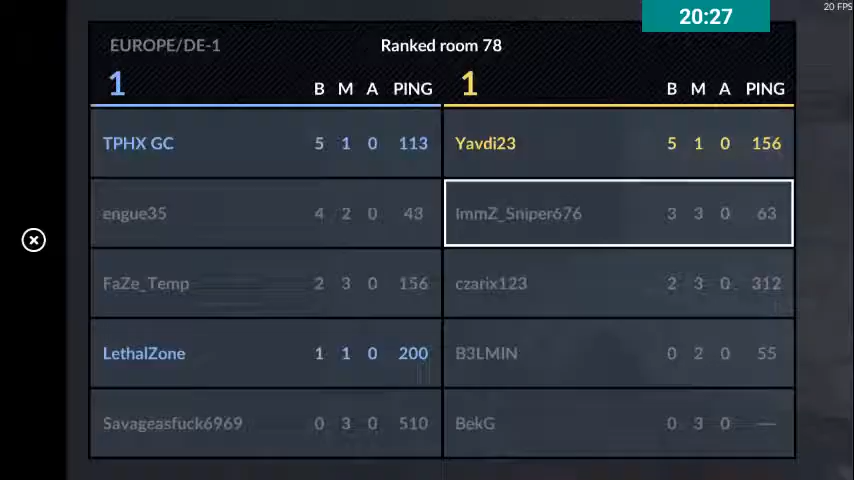 20:27
20 FPS
EUROPE/DE-1 Ranked room 78
1 B M A PING 1 B M A PING
TPHX GC 5 1 0 113 Yavdi23 5 1 0 156
engue35 4 2 0 43 ImmZ_Sniper676 3 3 0 63
FaZe_Temp 2 3 0 156 czarix123 2 3 0 312
LethalZone 1 1 0 200 B3LMIN 0 2 0 55
Savageasfuck6969 0 3 0 510 BekG 0 3 0 —